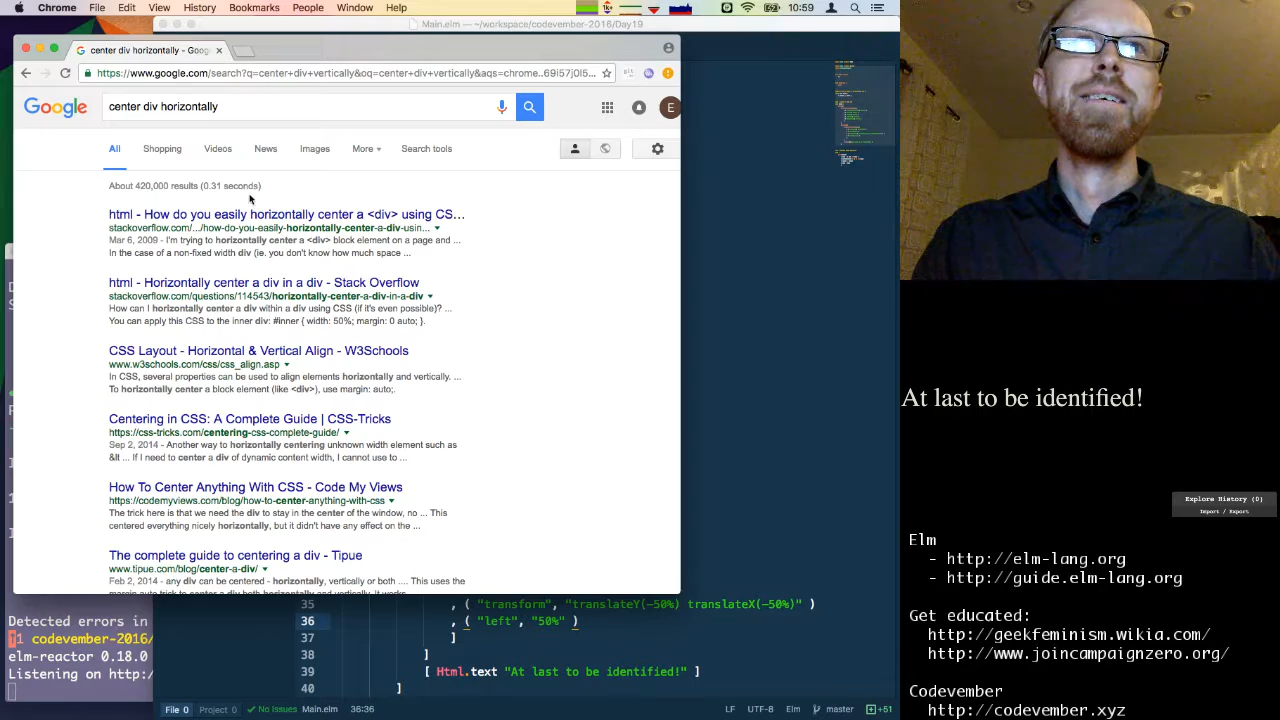 Chrome File Edit View History Bookmarks People Window Help
1k+
10:59
Main.elm — ~/workspace/codevember-2016/Day19
center div horizontally - Goo
https://www.google.com/search?q=center+div+vertically&oq=center+div+vertically&aqs=chrome..69i57j0l5...
Google
center div horizontally
E
All Shopping Videos News Images More Search tools
About 420,000 results (0.31 seconds)
html - How do you easily horizontally center a <div> using CS...
stackoverflow.com/.../how-do-you-easily-horizontally-center-a-div-usin...
Mar 6, 2009 - I'm trying to horizontally center a <div> block element on a page and ...
In the case of a non-fixed width div (ie. you don't know how much space ...
html - Horizontally center a div in a div - Stack Overflow
stackoverflow.com/questions/114543/horizontally-center-a-div-in-a-div
How can I horizontally center a div within a div using CSS (if it's even possible)? ...
You can apply this CSS to the inner div: #inner { width: 50%; margin: 0 auto; }.
CSS Layout - Horizontal & Vertical Align - W3Schools
www.w3schools.com/css/css_align.asp
In CSS, several properties can be used to align elements horizontally and vertically. ...
To horizontally center a block element (like <div>), use margin: auto;.
Centering in CSS: A Complete Guide | CSS-Tricks
https://css-tricks.com/centering-css-complete-guide/
Sep 2, 2014 - Another way to horizontally centering unknown width element such as
&lt ... If I need to center a div of dynamic content width, I cannot use to ...
How To Center Anything With CSS - Code My Views
https://codemyviews.com/blog/how-to-center-anything-with-css
The trick here is that we need the div to stay in the center of the window, no ... This
centered everything nicely horizontally, but it didn't have any effect on the ...
The complete guide to centering a div - Tipue
www.tipue.com/blog/center-a-div/
Feb 2, 2014 - any div can be centered - horizontally, vertically or both .... This uses the
35 , ( "transform", "translateY(-50%) translateX(-50%)" )
36 , ( "left", "50%" )
37 ]
38 ]
39 [ Html.text "At last to be identified!" ]
40 ]
Detected errors in
1 codevember-2016/
elm-reactor 0.18.0
Listening on http:/
File 0 Project 0 No Issues Main.elm 36:36 LF UTF-8 Elm master +51
At last to be identified!
Explore History (0)
Import / Export
Elm
- http://elm-lang.org
- http://guide.elm-lang.org
Get educated:
http://geekfeminism.wikia.com/
http://www.joincampaignzero.org/
Codevember
http://codevember.xyz